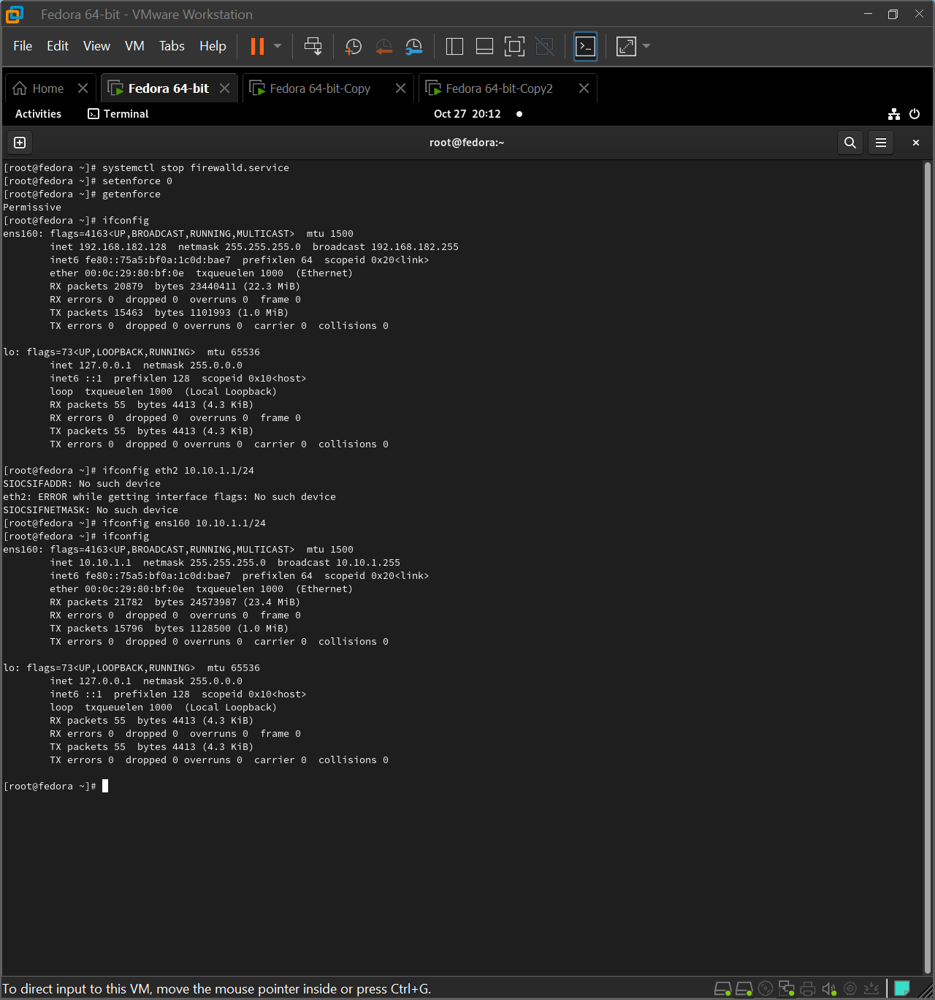 Fedora 64-bit - VMware Workstation
File Edit View VM Tabs Help
Home Fedora 64-bit Fedora 64-bit-Copy Fedora 64-bit-Copy2
Activities Terminal Oct 27 20:12
root@fedora:~
[root@fedora ~]# systemctl stop firewalld.service
[root@fedora ~]# setenforce 0
[root@fedora ~]# getenforce
Permissive
[root@fedora ~]# ifconfig
ens160: flags=4163<UP,BROADCAST,RUNNING,MULTICAST>  mtu 1500
        inet 192.168.182.128  netmask 255.255.255.0  broadcast 192.168.182.255
        inet6 fe80::75a5:bf0a:1c0d:bae7  prefixlen 64  scopeid 0x20<link>
        ether 00:0c:29:80:bf:0e  txqueuelen 1000  (Ethernet)
        RX packets 20879  bytes 23440411 (22.3 MiB)
        RX errors 0  dropped 0  overruns 0  frame 0
        TX packets 15463  bytes 1101993 (1.0 MiB)
        TX errors 0  dropped 0 overruns 0  carrier 0  collisions 0
lo: flags=73<UP,LOOPBACK,RUNNING>  mtu 65536
        inet 127.0.0.1  netmask 255.0.0.0
        inet6 ::1  prefixlen 128  scopeid 0x10<host>
        loop  txqueuelen 1000  (Local Loopback)
        RX packets 55  bytes 4413 (4.3 KiB)
        RX errors 0  dropped 0  overruns 0  frame 0
        TX packets 55  bytes 4413 (4.3 KiB)
        TX errors 0  dropped 0 overruns 0  carrier 0  collisions 0
[root@fedora ~]# ifconfig eth2 10.10.1.1/24
SIOCSIFADDR: No such device
eth2: ERROR while getting interface flags: No such device
SIOCSIFNETMASK: No such device
[root@fedora ~]# ifconfig ens160 10.10.1.1/24
[root@fedora ~]# ifconfig
ens160: flags=4163<UP,BROADCAST,RUNNING,MULTICAST>  mtu 1500
        inet 10.10.1.1  netmask 255.255.255.0  broadcast 10.10.1.255
        inet6 fe80::75a5:bf0a:1c0d:bae7  prefixlen 64  scopeid 0x20<link>
        ether 00:0c:29:80:bf:0e  txqueuelen 1000  (Ethernet)
        RX packets 21782  bytes 24573987 (23.4 MiB)
        RX errors 0  dropped 0  overruns 0  frame 0
        TX packets 15796  bytes 1128500 (1.0 MiB)
        TX errors 0  dropped 0 overruns 0  carrier 0  collisions 0
lo: flags=73<UP,LOOPBACK,RUNNING>  mtu 65536
        inet 127.0.0.1  netmask 255.0.0.0
        inet6 ::1  prefixlen 128  scopeid 0x10<host>
        loop  txqueuelen 1000  (Local Loopback)
        RX packets 55  bytes 4413 (4.3 KiB)
        RX errors 0  dropped 0  overruns 0  frame 0
        TX packets 55  bytes 4413 (4.3 KiB)
        TX errors 0  dropped 0 overruns 0  carrier 0  collisions 0
[root@fedora ~]#
To direct input to this VM, move the mouse pointer inside or press Ctrl+G.